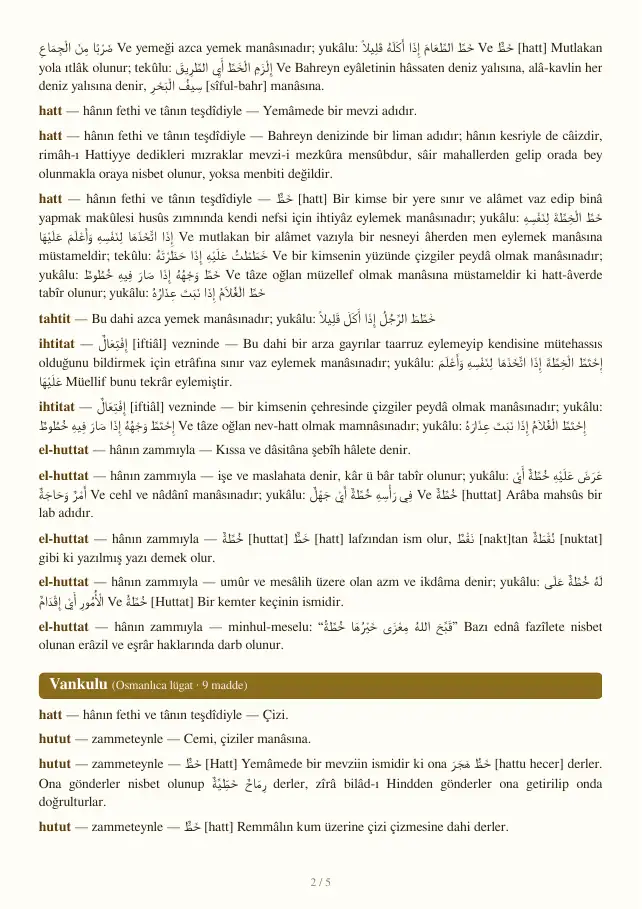 ضَرْبًا مِنَ الْجِمَاعِ Ve yemeği azca yemek manâsınadır; yukâlu: خَطَّ الطَّعَامَ إِذَا أَكَلَهُ قَلِيلاً Ve خَطٌّ [hatt] Mutlakan
yola ıtlâk olunur; tekûlu: إِلْزَمِ الْخَطَّ أَيِ الطَّرِيقَ Ve Bahreyn eyâletinin hâssaten deniz yalısına, alâ-kavlin her
deniz yalısına denir, سِيفُ الْبَحْرِ [sîful-bahr] manâsına.
hatt — hânın fethi ve tânın teşdîdiyle — Yemâmede bir mevzi adıdır.
hatt — hânın fethi ve tânın teşdîdiyle — Bahreyn denizinde bir liman adıdır; hânın kesriyle de câizdir,
rimâh-ı Hattiyye dedikleri mızraklar mevzi-i mezkûra mensûbdur, sâir mahallerden gelip orada bey
olunmakla oraya nisbet olunur, yoksa menbiti değildir.
hatt — hânın fethi ve tânın teşdîdiyle — خَطٌّ [hatt] Bir kimse bir yere sınır ve alâmet vaz edip binâ
yapmak makûlesi husûs zımnında kendi nefsi için ihtiyâz eylemek manâsınadır; yukâlu: خَطَّ الْخِطَّةَ لِنَفْسِهِ
إِذَا اتَّخَذَهَا لِنَفْسِهِ وَأَعْلَمَ عَلَيْهَا Ve mutlakan bir alâmet vazıyla bir nesneyi âherden men eylemek manâsına
müstameldir; tekûlu: خَطَطْتُ عَلَيْهِ إِذَا حَظَرْتَهُ Ve bir kimsenin yüzünde çizgiler peydâ olmak manâsınadır;
yukâlu: خَطَّ وَجْهُهُ إِذَا صَارَ فِيهِ خُطُوطٌ Ve tâze oğlan müzellef olmak manâsına müstameldir ki hatt-âverde
tabîr olunur; yukâlu: خَطَّ الْغُلاَمُ إِذَا نَبَتَ عِذَارُهُ
tahtit — Bu dahi azca yemek manâsınadır; yukâlu: خَطَّطَ الرَّجُلُ إِذَا أَكَلَ قَلِيلاً
ihtitat — إِفْتِعَالٌ [iftiâl] vezninde — Bu dahi bir arza gayrılar taarruz eylemeyip kendisine mütehassıs
olduğunu bildirmek için etrâfına sınır vaz eylemek manâsınadır; yukâlu: إِخْتَطَّ الْخِطَّةَ إِذَا اتَّخَذَهَا لِنَفْسِهِ وَأَعْلَمَ
عَلَيْهَا Müellif bunu tekrâr eylemiştir.
ihtitat — إِفْتِعَالٌ [iftiâl] vezninde — bir kimsenin çehresinde çizgiler peydâ olmak manâsınadır; yukâlu:
إِخْتَطَّ وَجْهُهُ إِذَا صَارَ فِيهِ خُطُوطٌ Ve tâze oğlan nev-hatt olmak mamnâsınadır; yukâlu: إِخْتَطَّ الْغُلاَمُ إِذَا نَبَتَ عِذَارُهُ
el-huttat — hânın zammıyla — Kıssa ve dâsitâna şebîh hâlete denir.
el-huttat — hânın zammıyla — işe ve maslahata denir, kâr ü bâr tabîr olunur; yukâlu: عَرَضَ عَلَيْهِ خُطَّةً أَيْ
أَمْرٌ وَحَاجَةٌ Ve cehl ve nâdânî manâsınadır; yukâlu: فِي رَأْسِهِ خُطَّةٌ أَيْ جَهْلٌ Ve خُطَّةٌ [huttat] Arâba mahsûs bir
lab adıdır.
el-huttat — hânın zammıyla — خُطَّةٌ [huttat] خَطٌّ [hatt] lafzından ism olur, نَقْطٌ [nakt]tan نُقْطَةٌ [nuktat]
gibi ki yazılmış yazı demek olur.
el-huttat — hânın zammıyla — umûr ve mesâlih üzere olan azm ve ikdâma denir; yukâlu: لَهُ خُطَّةٌ عَلَى
الْأُمُورِ أَيْ إِقْدَامٌ Ve خُطَّةُ [Huttat] Bir kemter keçinin ismidir.
el-huttat — hânın zammıyla — minhul-meselu: “قَبَّحَ اللهُ مِعْزَى خَيْرُهَا خُطَّةُ” Bazı ednâ fazîlete nisbet
olunan erâzil ve eşrâr haklarında darb olunur.
Vankulu (Osmanlıca lügat · 9 madde)
hatt — hânın fethi ve tânın teşdîdiyle — Çizi.
hutut — zammeteynle — Cemi, çiziler manâsına.
hutut — zammeteynle — خَطٌّ [Hatt] Yemâmede bir mevziin ismidir ki ona خَطُّ هَجَرَ [hattu hecer] derler.
Ona gönderler nisbet olunup رِمَاحٌ خَطِّيَّةٌ derler, zîrâ bilâd-ı Hindden gönderler ona getirilip onda
doğrulturlar.
hutut — zammeteynle — خَطٌّ [hatt] Remmâlın kum üzerine çizi çizmesine dahi derler.
2 / 5